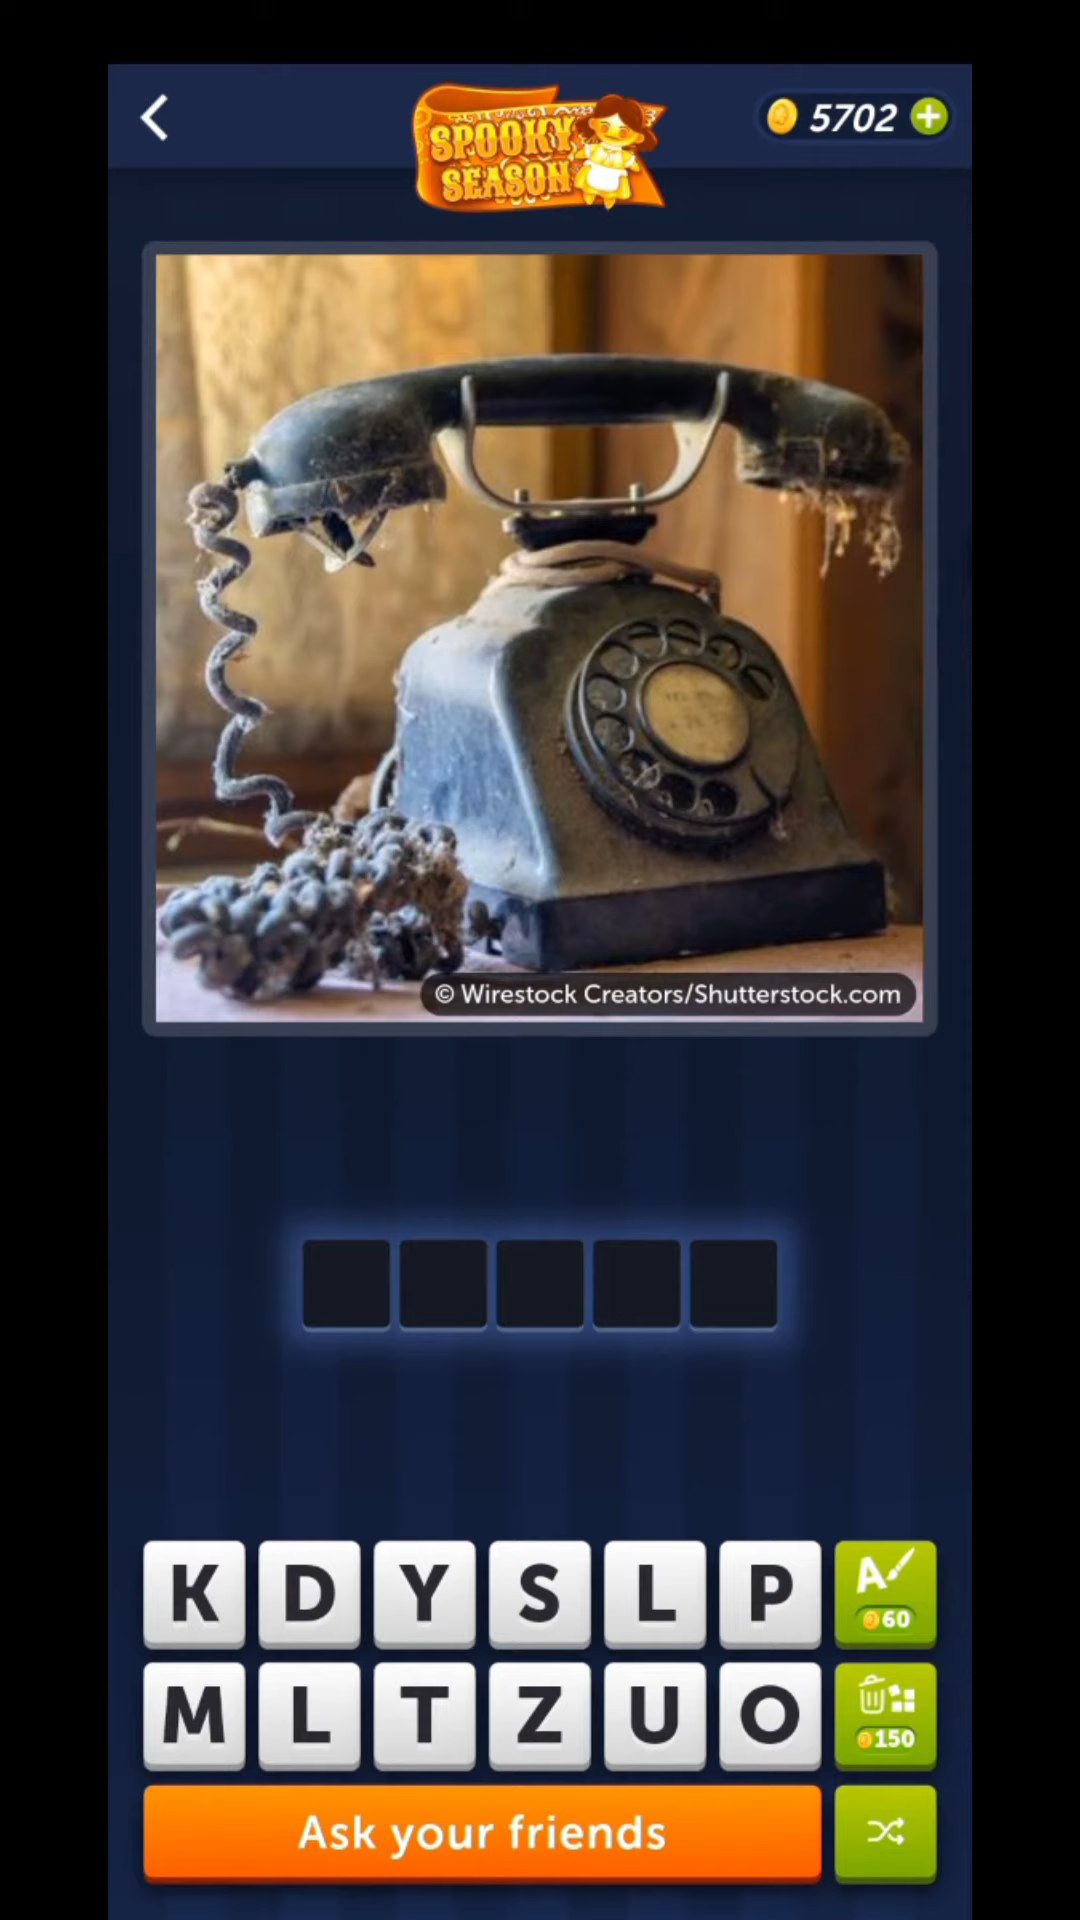 SPOOKY
SEASON
5702
© Wirestock Creators/Shutterstock.com
K D Y S L P
A
60
M L T Z U O
150
Ask your friends